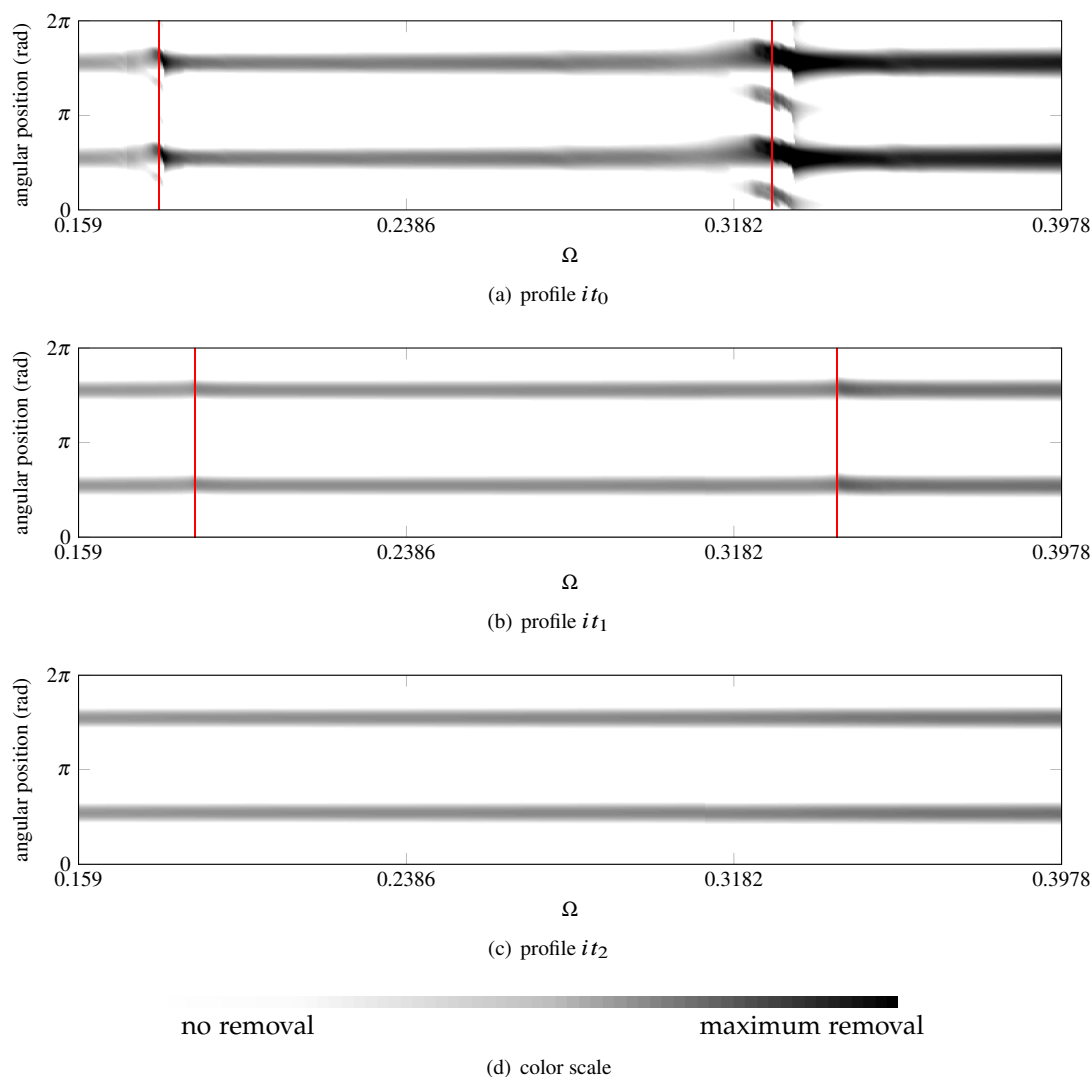 2π
π
0
angular position (rad)
0.159 0.2386 0.3182 0.3978
Ω
(a) profile it₀
2π
π
0
angular position (rad)
0.159 0.2386 0.3182 0.3978
Ω
(b) profile it₁
2π
π
0
angular position (rad)
0.159 0.2386 0.3182 0.3978
Ω
(c) profile it₂
no removal maximum removal
(d) color scale